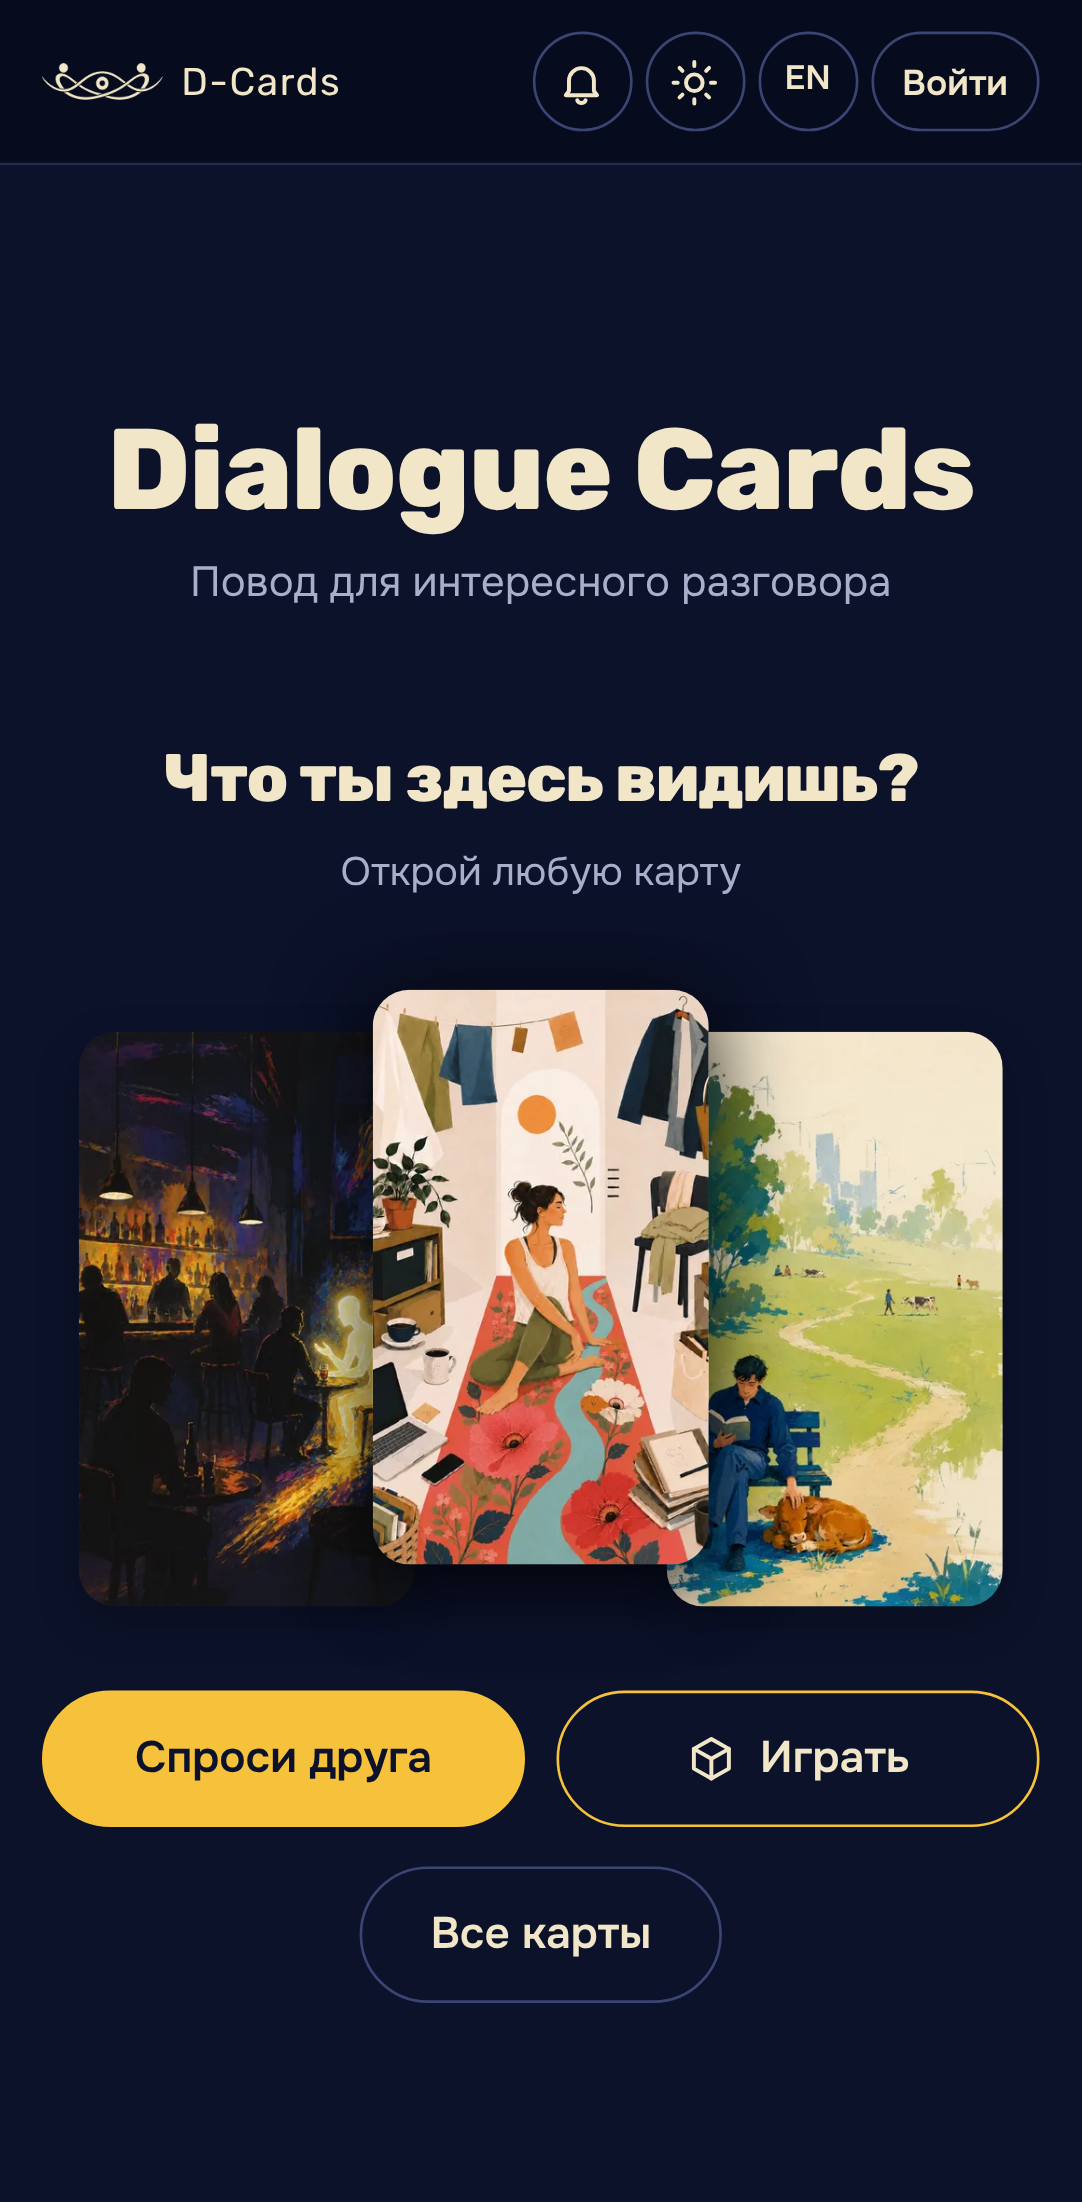 D-Cards
EN
Войти
Dialogue Cards
Повод для интересного разговора
Что ты здесь видишь?
Открой любую карту
Спроси друга
Играть
Все карты